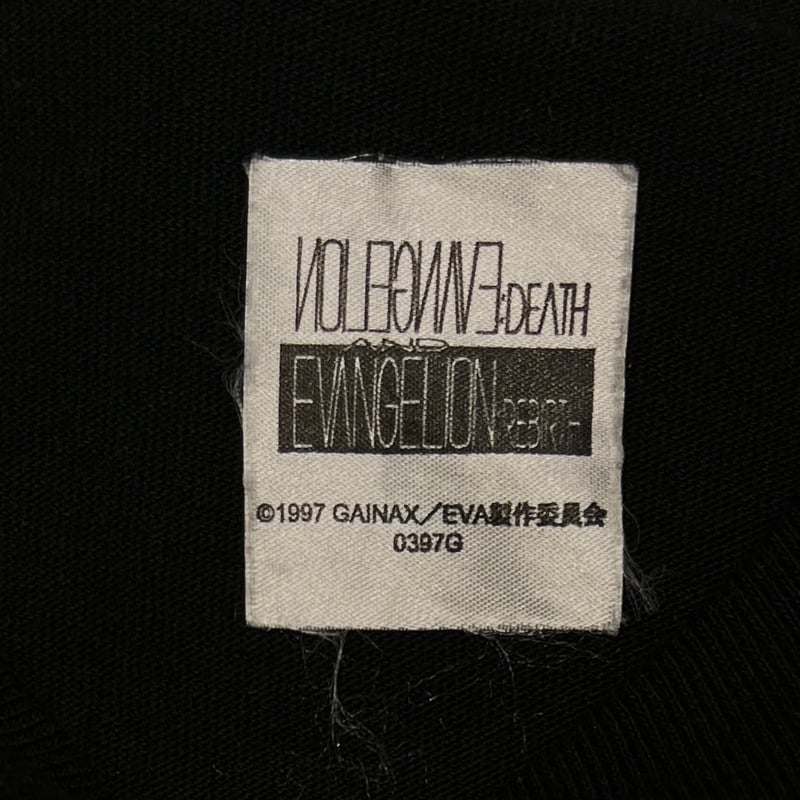 EVANGELION:DEATH
AND
EVANGELION:REBIRTH
©1997 GAINAX／EVA製作委員会
0397G